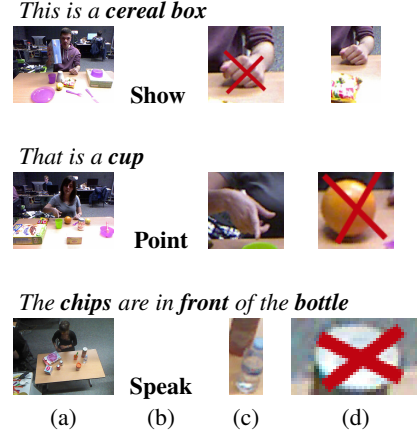 This is a cereal box
Show
That is a cup
Point
The chips are in front of the bottle
Speak
(a) (b) (c) (d)